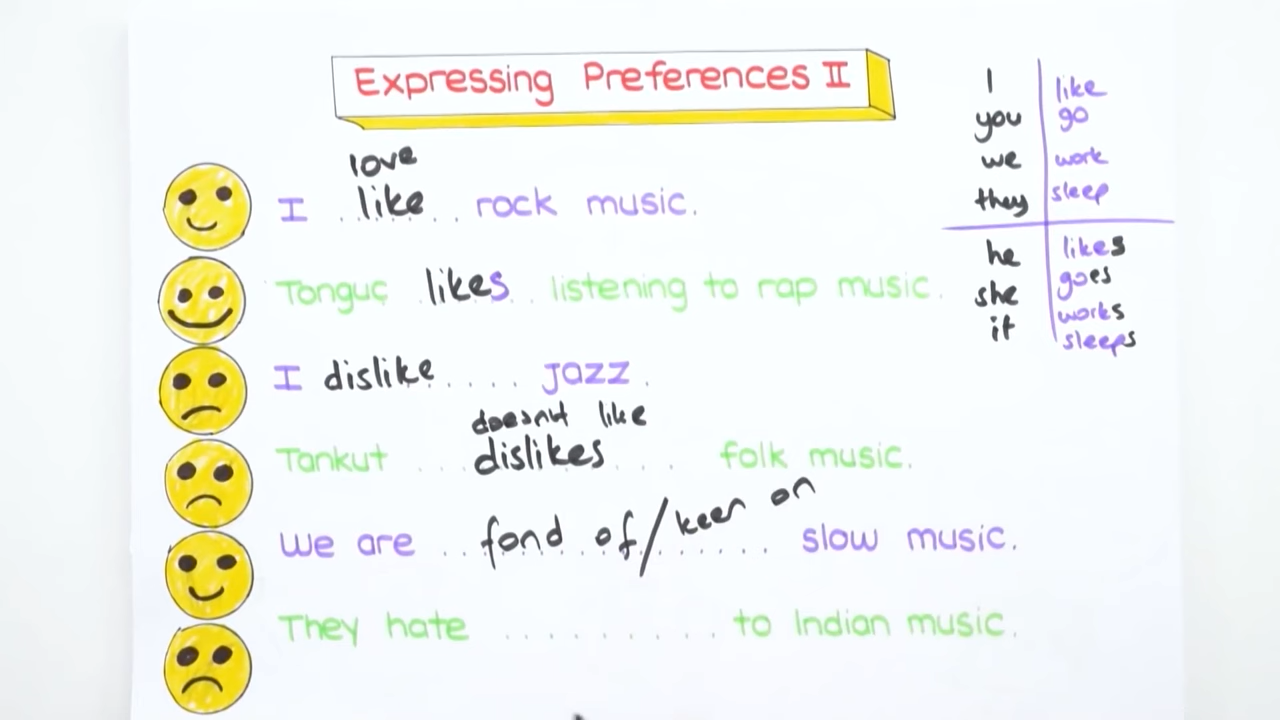 Expressing Preferences II
love
I like rock music.
Tonguç likes listening to rap music.
I dislike jazz.
doesn't like
Tankut dislikes folk music.
We are fond of/keen on slow music.
They hate .......... to Indian music.
I like
you go
we work
they sleep
he likes
she goes
it works
sleeps